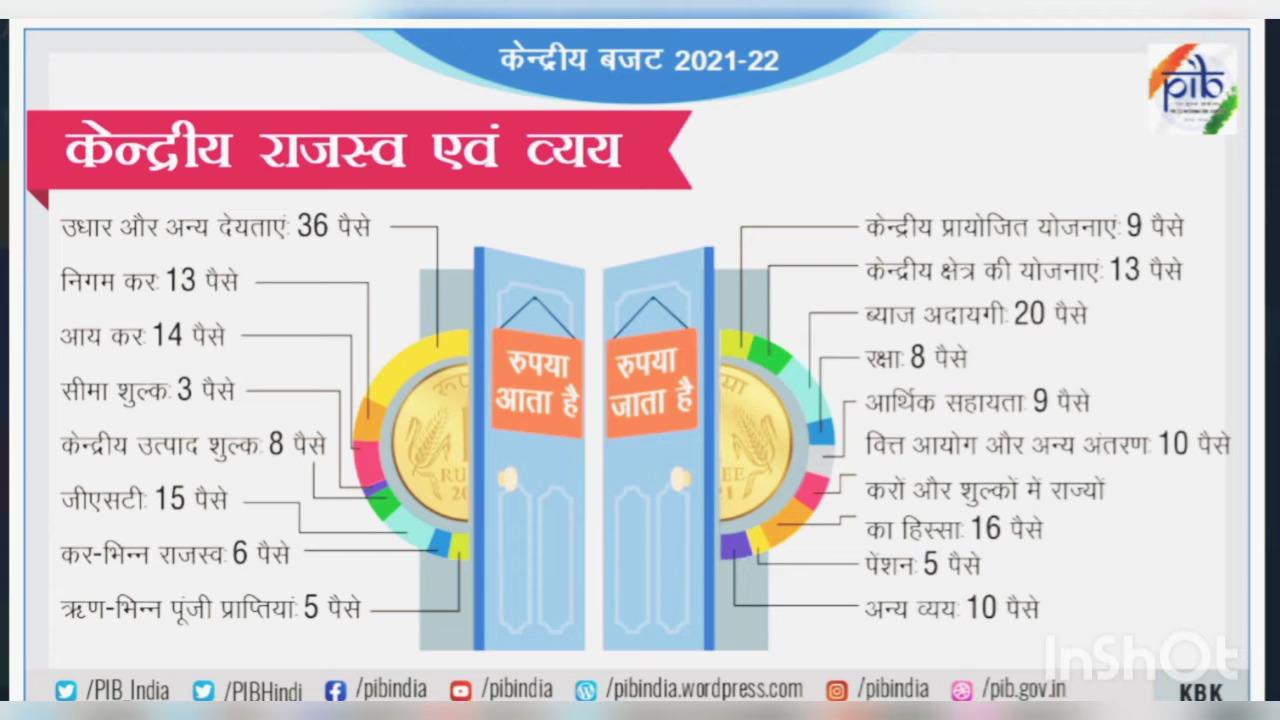 केन्द्रीय बजट 2021-22
pib
केन्द्रीय राजस्व एवं व्यय
उधार और अन्य देयताएं: 36 पैसे
निगम कर: 13 पैसे
आय कर: 14 पैसे
सीमा शुल्क: 3 पैसे
केन्द्रीय उत्पाद शुल्क: 8 पैसे
जीएसटी: 15 पैसे
कर-भिन्न राजस्व: 6 पैसे
ऋण-भिन्न पूंजी प्राप्तियां: 5 पैसे
रुपया
आता है
रुपया
जाता है
केन्द्रीय प्रायोजित योजनाएं: 9 पैसे
केन्द्रीय क्षेत्र की योजनाएं: 13 पैसे
ब्याज अदायगी: 20 पैसे
रक्षा: 8 पैसे
आर्थिक सहायता: 9 पैसे
वित्त आयोग और अन्य अंतरण: 10 पैसे
करों और शुल्कों में राज्यों
का हिस्सा: 16 पैसे
पेंशन: 5 पैसे
अन्य व्यय: 10 पैसे
InShOt
/PIB_India /PIBHindi /pibindia /pibindia /pibindia.wordpress.com /pibindia /pib.gov.in KBK